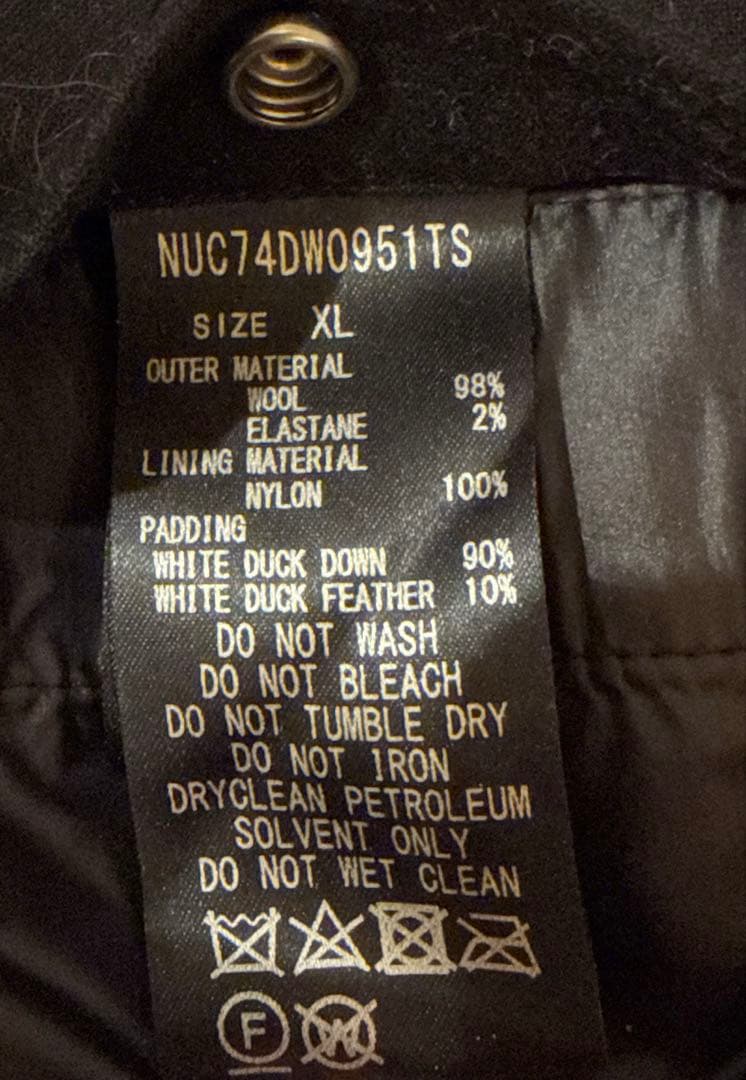 NUC74DW0951TS
SIZE XL
OUTER MATERIAL
WOOL 98%
ELASTANE 2%
LINING MATERIAL
NYLON 100%
PADDING
WHITE DUCK DOWN 90%
WHITE DUCK FEATHER 10%
DO NOT WASH
DO NOT BLEACH
DO NOT TUMBLE DRY
DO NOT IRON
DRYCLEAN PETROLEUM
SOLVENT ONLY
DO NOT WET CLEAN
F W